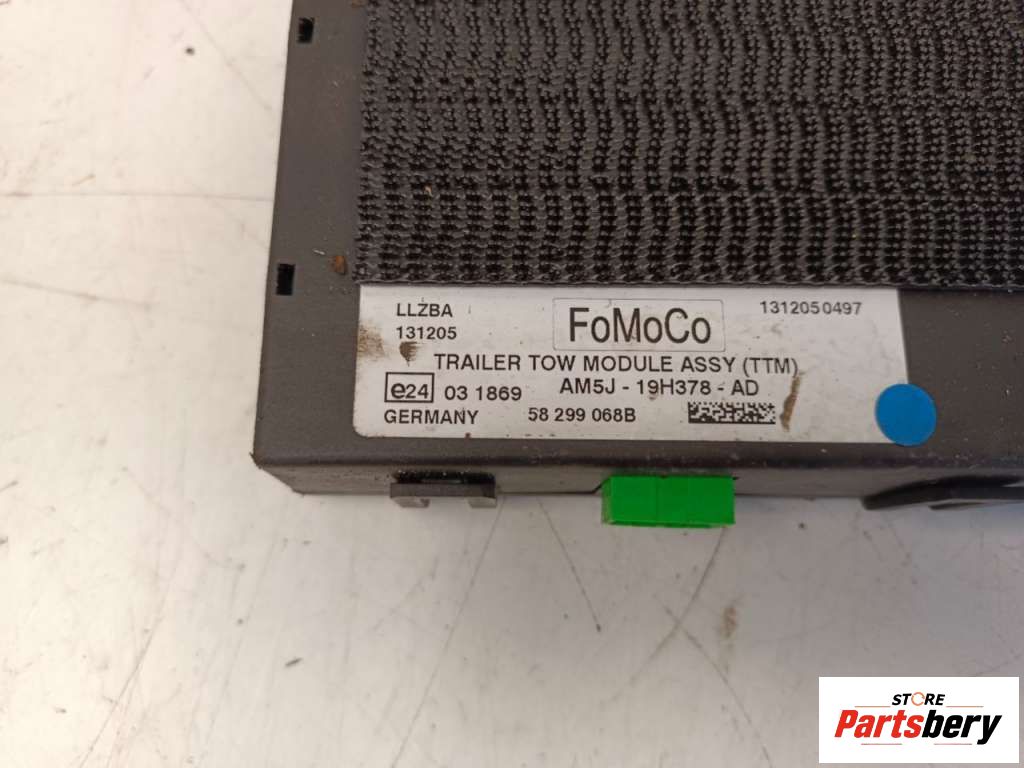 LLZBA
131205
FoMoCo
1312050497
TRAILER TOW MODULE ASSY (TTM)
e24 03 1869 AM5J - 19H378 - AD
GERMANY 58 299 068B
STORE
Partsbery